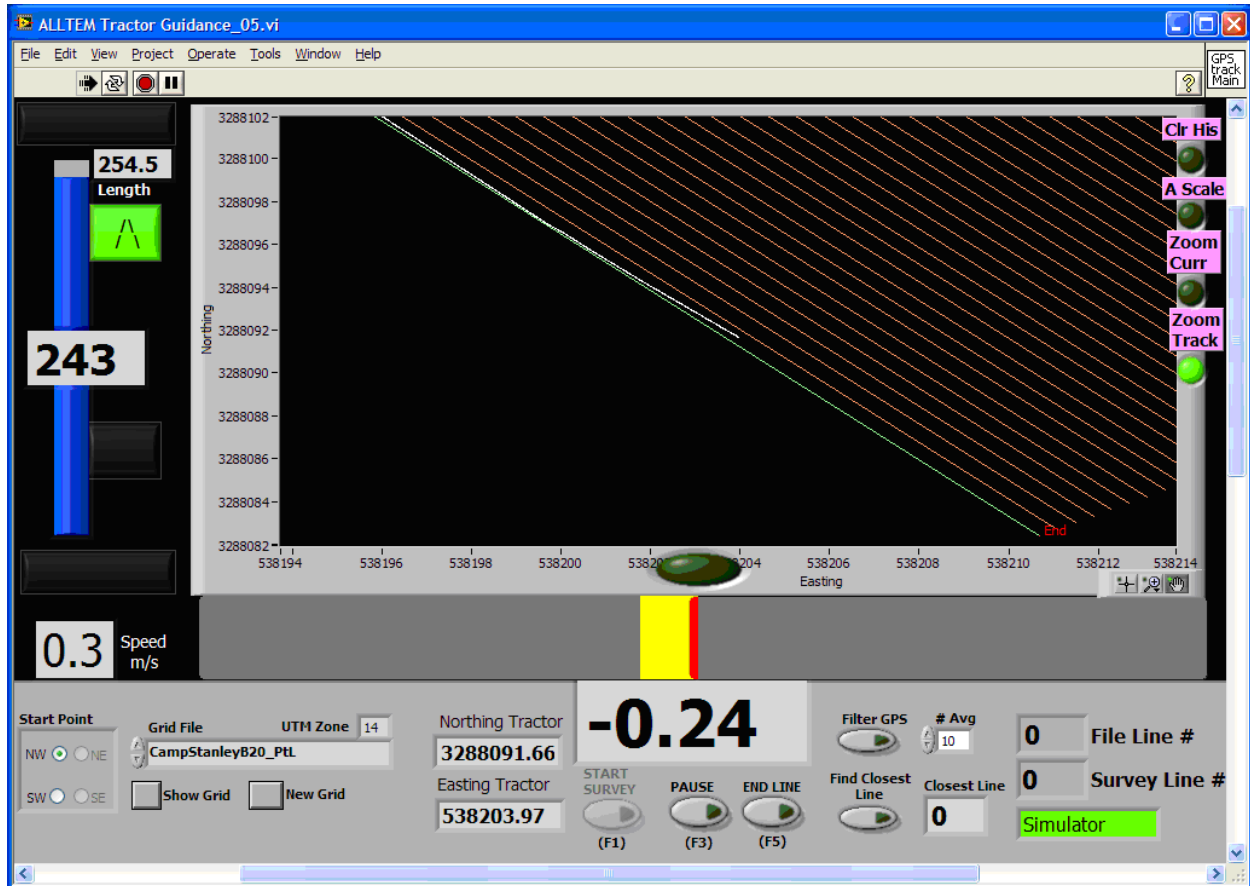 ALLTEM Tractor Guidance_05.vi
File Edit View Project Operate Tools Window Help
GPS
track
Main
254.5
Length
243
0.3 Speed
m/s
Northing
3288102
3288100
3288098
3288096
3288094
3288092
3288090
3288088
3288086
3288084
3288082
End
538194 538196 538198 538200 538204 538206 538208 538210 538212 538214
Easting
Clr His
A Scale
Zoom
Curr
Zoom
Track
Start Point
NW NE
SW SE
Grid File UTM Zone 14
CampStanleyB20_PtL
Show Grid New Grid
Northing Tractor
3288091.66
Easting Tractor
538203.97
-0.24
START
SURVEY PAUSE END LINE
(F1) (F3) (F5)
Filter GPS # Avg
10
Find Closest
Line
Closest Line
0
0 File Line #
0 Survey Line #
Simulator